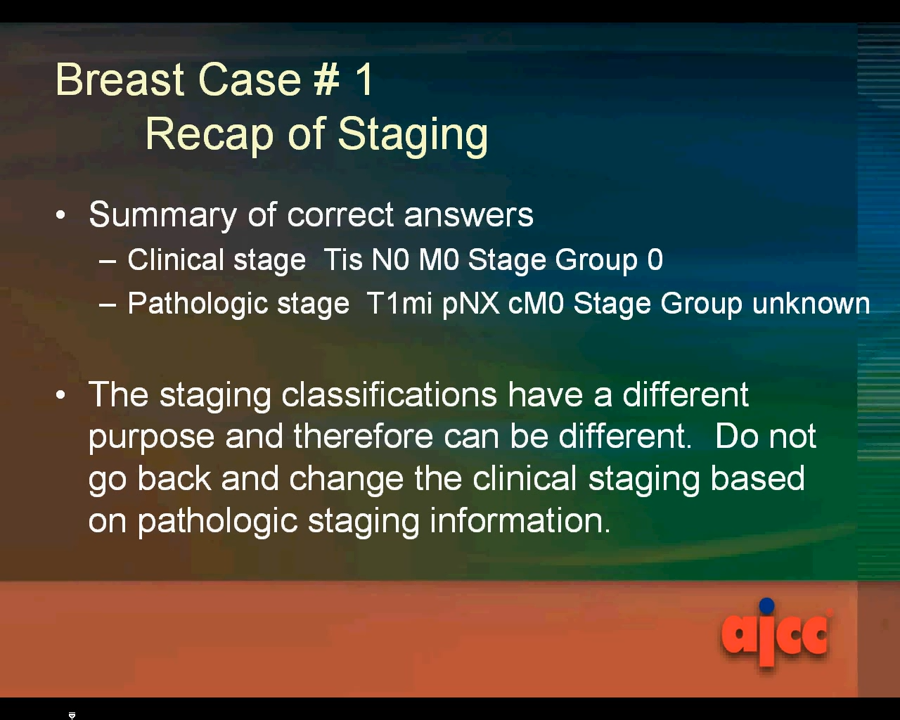 Breast Case # 1
Recap of Staging
• Summary of correct answers
– Clinical stage  Tis N0 M0 Stage Group 0
– Pathologic stage  T1mi pNX cM0 Stage Group unknown
• The staging classifications have a different
purpose and therefore can be different.  Do not
go back and change the clinical staging based
on pathologic staging information.
ajcc